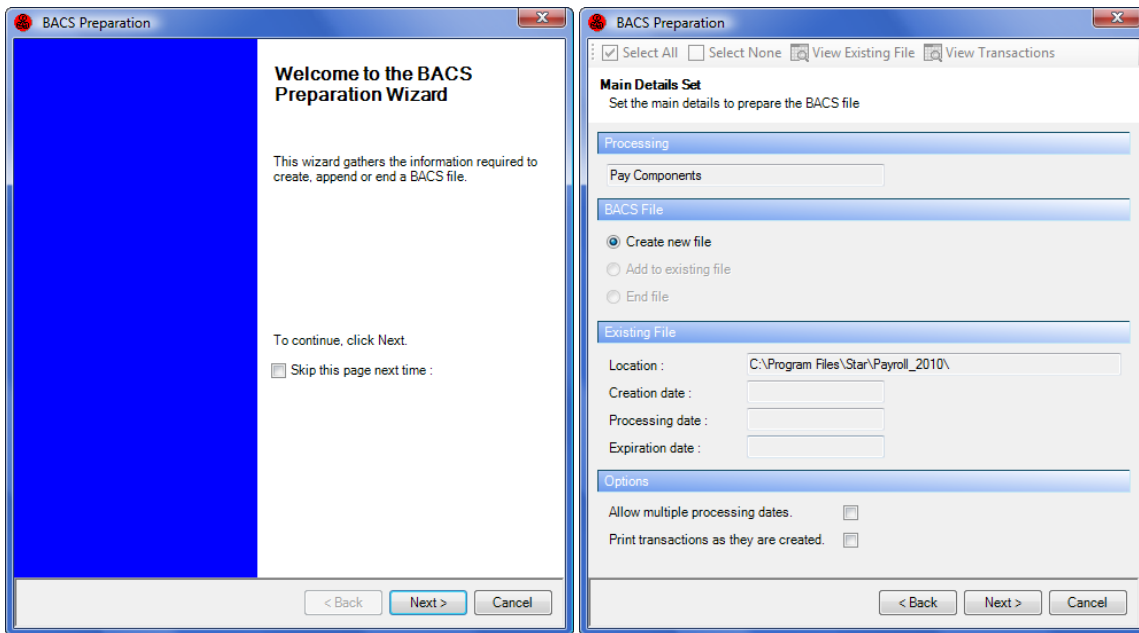 BACS Preparation
Welcome to the BACS
Preparation Wizard
This wizard gathers the information required to
create, append or end a BACS file.
To continue, click Next.
Skip this page next time :
< Back
Next >
Cancel
BACS Preparation
Select All Select None View Existing File View Transactions
Main Details Set
Set the main details to prepare the BACS file
Processing
Pay Components
BACS File
Create new file
Add to existing file
End file
Existing File
Location : C:\Program Files\Star\Payroll_2010\
Creation date :
Processing date :
Expiration date :
Options
Allow multiple processing dates.
Print transactions as they are created.
< Back
Next >
Cancel